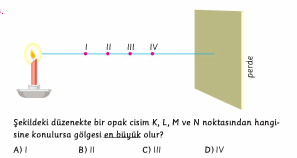 I II III IV
perde
Şekildeki düzenekte bir opak cisim K, L, M ve N noktasından hangi-
sine konulursa gölgesi en büyük olur?
A) I B) II C) III D) IV